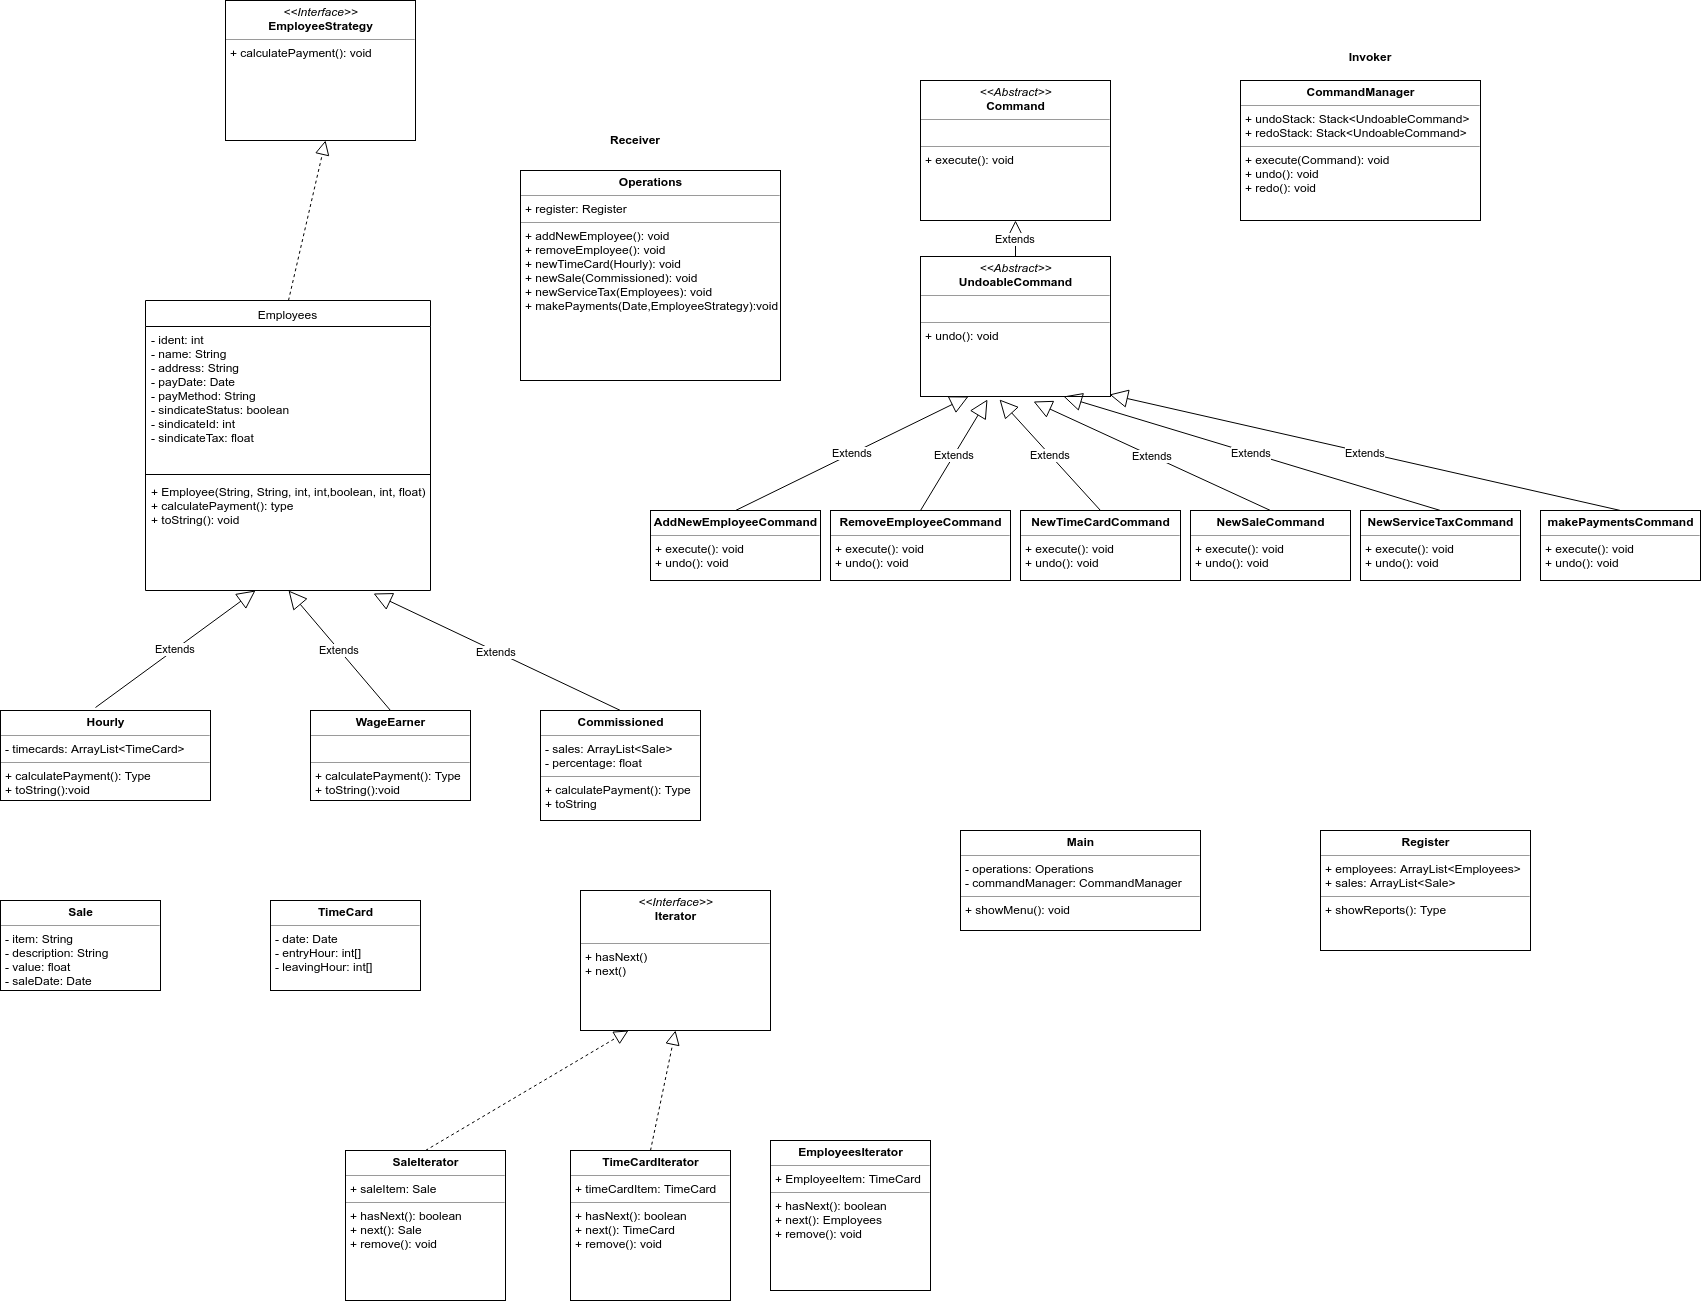 <<Interface>>
EmployeeStrategy
+ calculatePayment(): void
Receiver
Operations
+ register: Register
+ addNewEmployee(): void
+ removeEmployee(): void
+ newTimeCard(Hourly): void
+ newSale(Commissioned): void
+ newServiceTax(Employees): void
+ makePayments(Date,EmployeeStrategy):void
<<Abstract>>
Command
+ execute(): void
Invoker
CommandManager
+ undoStack: Stack<UndoableCommand>
+ redoStack: Stack<UndoableCommand>
+ execute(Command): void
+ undo(): void
+ redo(): void
Extends
<<Abstract>>
UndoableCommand
+ undo(): void
Employees
- ident: int
- name: String
- address: String
- payDate: Date
- payMethod: String
- sindicateStatus: boolean
- sindicateId: int
- sindicateTax: float
+ Employee(String, String, int, int,boolean, int, float)
+ calculatePayment(): type
+ toString(): void
Extends
Extends
Extends
Extends
Extends
Extends
AddNewEmployeeCommand
+ execute(): void
+ undo(): void
RemoveEmployeeCommand
+ execute(): void
+ undo(): void
NewTimeCardCommand
+ execute(): void
+ undo(): void
NewSaleCommand
+ execute(): void
+ undo(): void
NewServiceTaxCommand
+ execute(): void
+ undo(): void
makePaymentsCommand
+ execute(): void
+ undo(): void
Extends
Extends
Extends
Hourly
- timecards: ArrayList<TimeCard>
+ calculatePayment(): Type
+ toString():void
WageEarner
+ calculatePayment(): Type
+ toString():void
Commissioned
- sales: ArrayList<Sale>
- percentage: float
+ calculatePayment(): Type
+ toString
Main
- operations: Operations
- commandManager: CommandManager
+ showMenu(): void
Register
+ employees: ArrayList<Employees>
+ sales: ArrayList<Sale>
+ showReports(): Type
Sale
- item: String
- description: String
- value: float
- saleDate: Date
TimeCard
- date: Date
- entryHour: int[]
- leavingHour: int[]
<<Interface>>
Iterator
+ hasNext()
+ next()
SaleIterator
+ saleItem: Sale
+ hasNext(): boolean
+ next(): Sale
+ remove(): void
TimeCardIterator
+ timeCardItem: TimeCard
+ hasNext(): boolean
+ next(): TimeCard
+ remove(): void
EmployeesIterator
+ EmployeeItem: TimeCard
+ hasNext(): boolean
+ next(): Employees
+ remove(): void